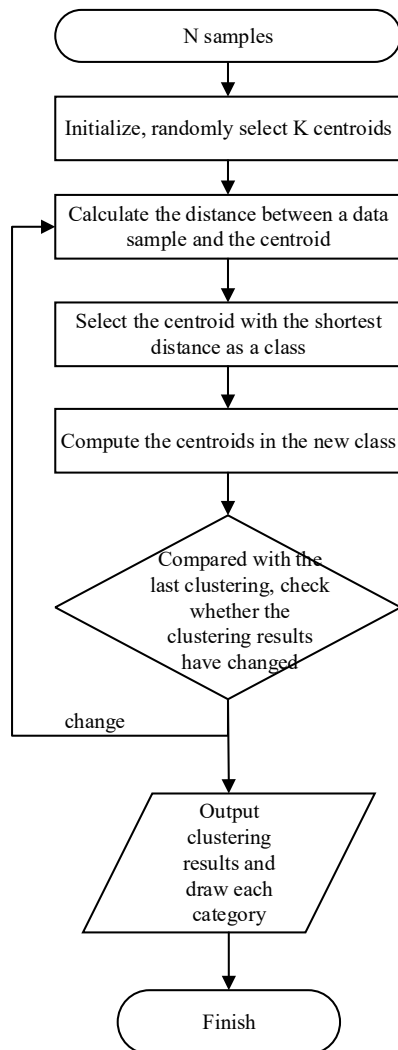 N samples
Initialize, randomly select K centroids
Calculate the distance between a data
sample and the centroid
Select the centroid with the shortest
distance as a class
Compute the centroids in the new class
Compared with the
last clustering, check
whether the
clustering results
have changed
change
Output
clustering
results and
draw each
category
Finish